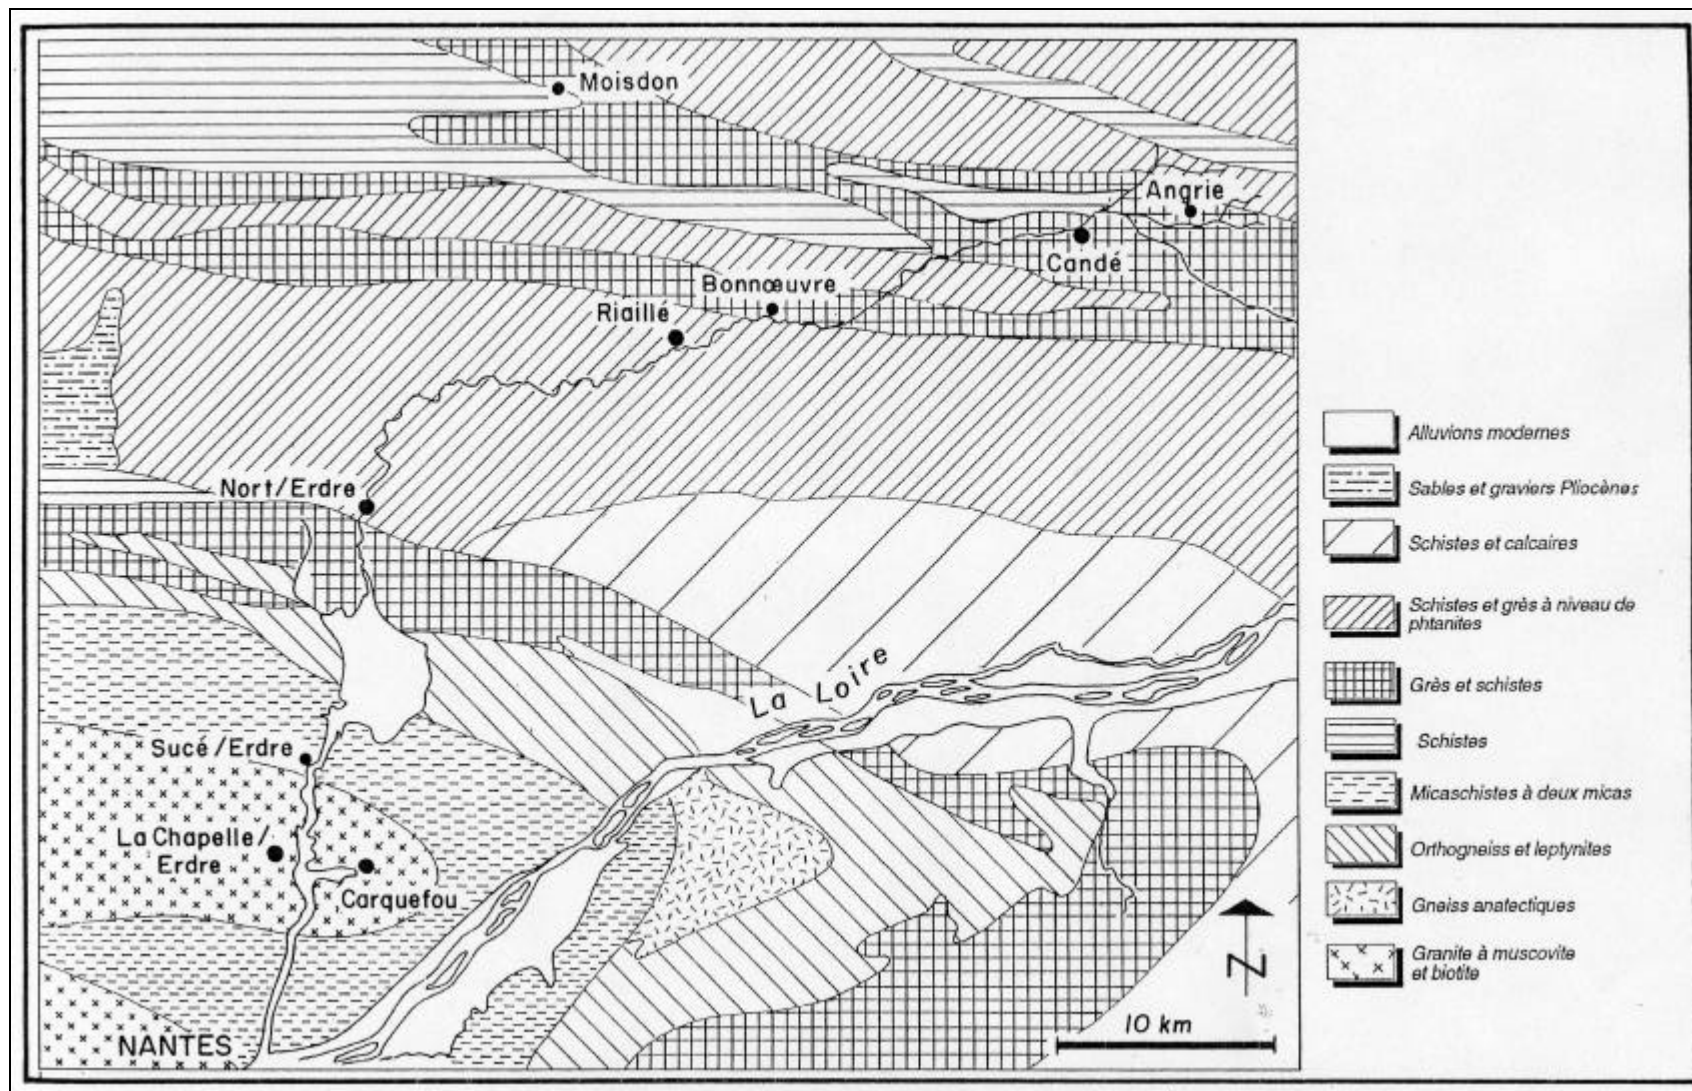 Moisdon
Angrie
Candé
Bonnœuvre
Riaillé
Nort/Erdre
La Loire
Sucé/Erdre
La Chapelle/
Erdre
Carquefou
NANTES
N
10 km
Alluvions modernes
Sables et graviers Pliocènes
Schistes et calcaires
Schistes et grès à niveau de
phtanites
Grès et schistes
Schistes
Micaschistes à deux micas
Orthogneiss et leptynites
Gneiss anatectiques
Granite à muscovite
et biotite